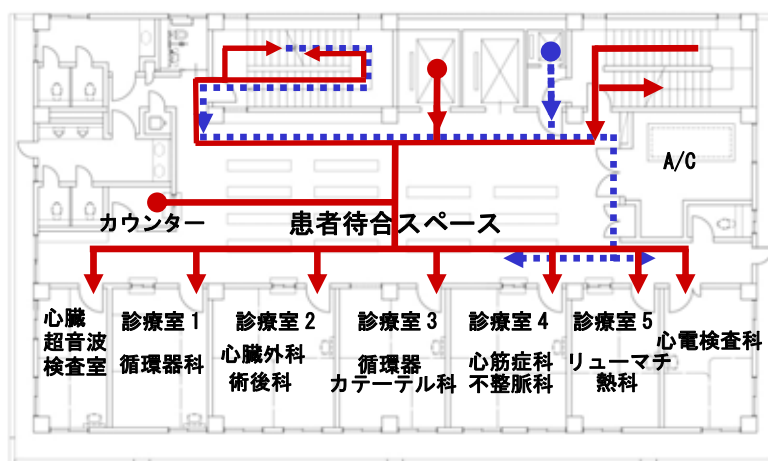 A/C
カウンター
患者待合スペース
心臓
超音波
検査室
診療室 1
循環器科
診療室 2
心臓外科
術後科
診療室 3
循環器
カテーテル科
診療室 4
心筋症科
不整脈科
診療室 5
リューマチ
熱科
心電検査科